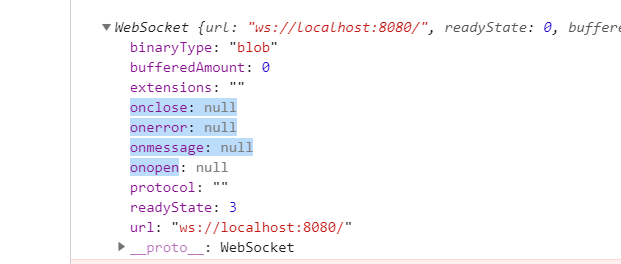 WebSocket {url: "ws://localhost:8080/", readyState: 0, buffere
binaryType: "blob"
bufferedAmount: 0
extensions: ""
onclose: null
onerror: null
onmessage: null
onopen: null
protocol: ""
readyState: 3
url: "ws://localhost:8080/"
__proto__: WebSocket